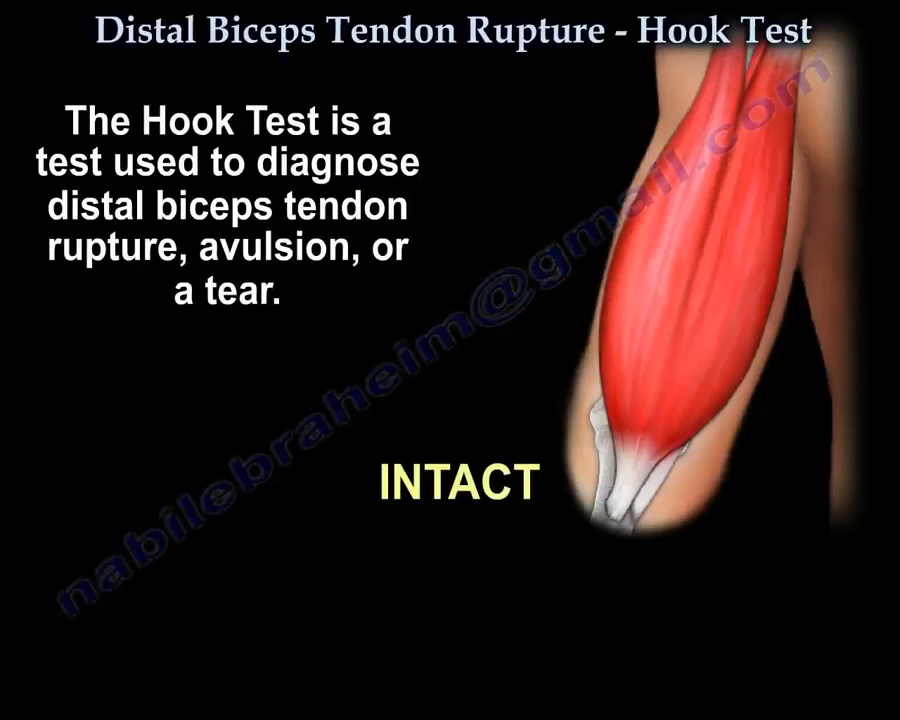 Distal Biceps Tendon Rupture - Hook Test
The Hook Test is a
test used to diagnose
distal biceps tendon
rupture, avulsion, or
a tear.
INTACT
nabilebraheim@gmail.com